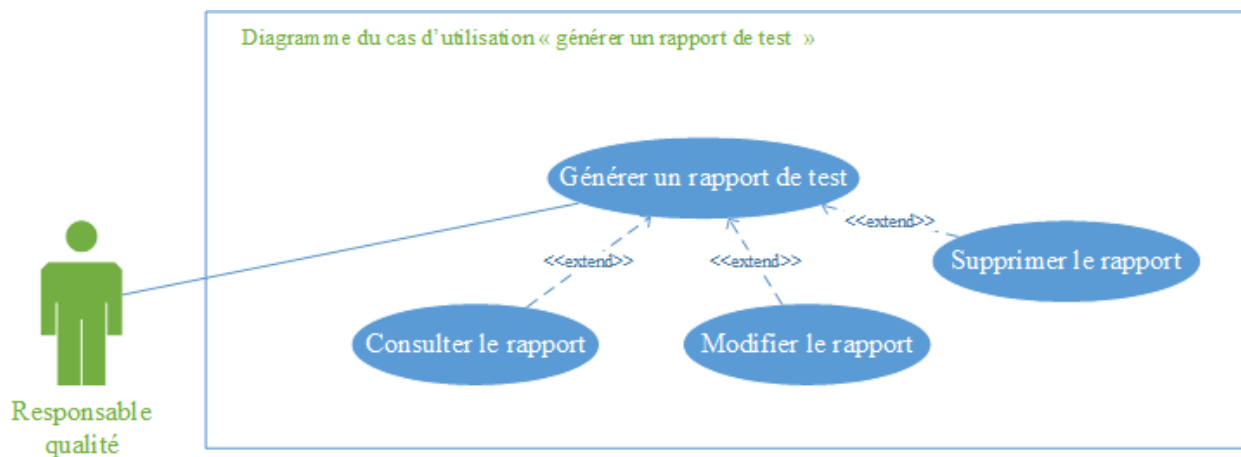 Diagramme du cas d’utilisation « générer un rapport de test »
Générer un rapport de test
<<extend>>
<<extend>>
<<extend>>
Supprimer le rapport
Consulter le rapport
Modifier le rapport
Responsable
qualité